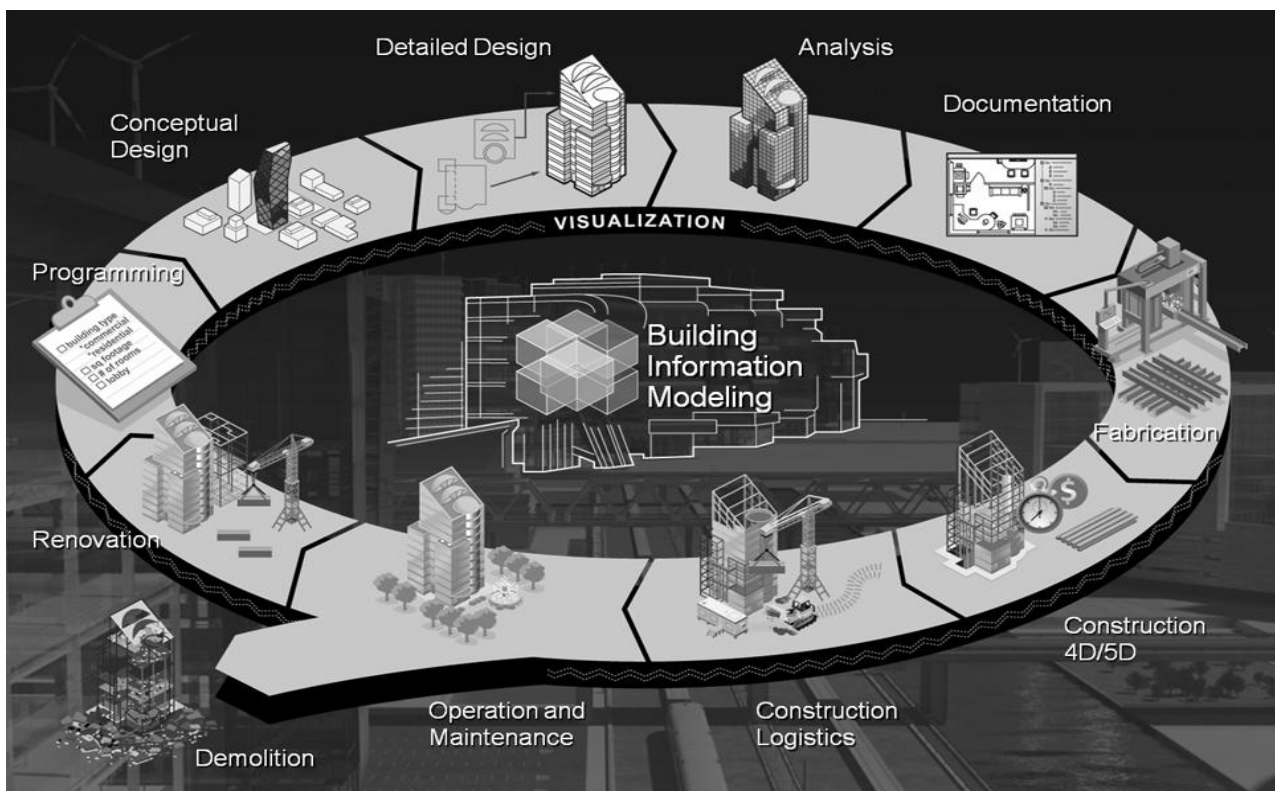 Detailed Design
Analysis
Documentation
Conceptual
Design
VISUALIZATION
Programming
building type
*commercial
*residential
sq footage
# of rooms
lobby
Building
Information
Modeling
$
Fabrication
Renovation
Construction
4D/5D
Operation and
Maintenance
Construction
Logistics
Demolition